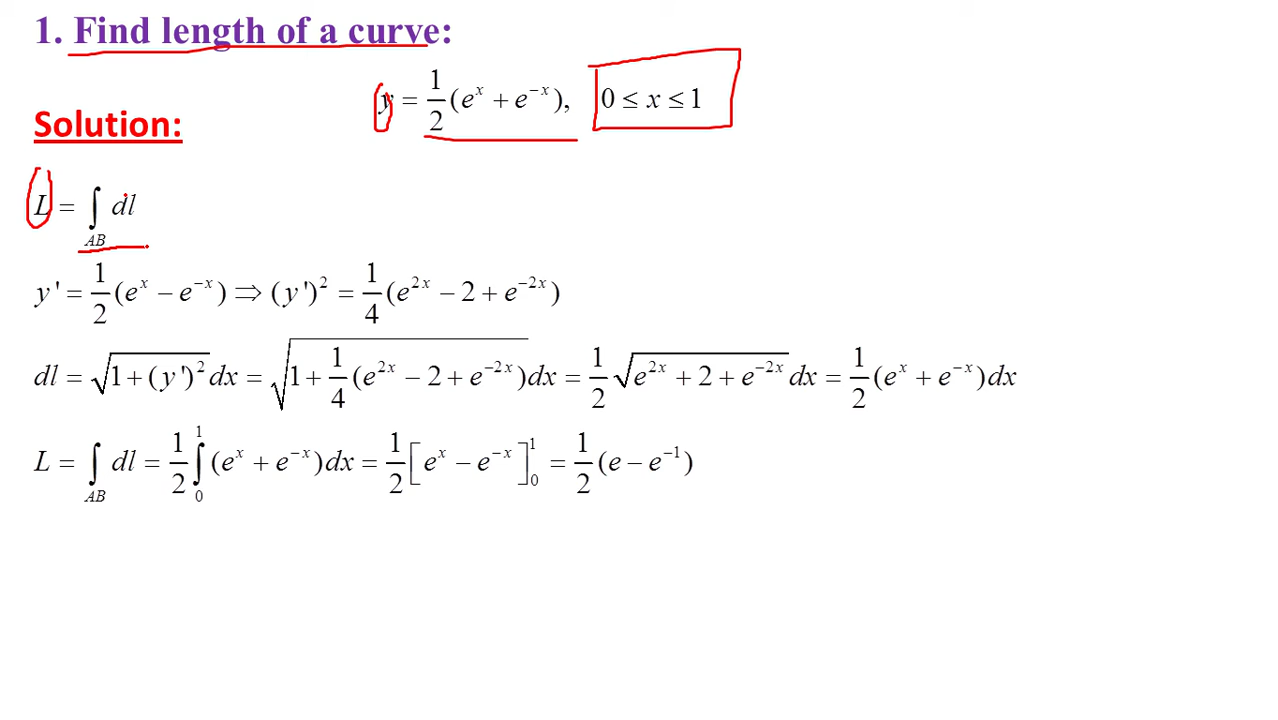 1. Find length of a curve:
y = 1/2 (e^x + e^{-x}), 0 ≤ x ≤ 1
Solution:
L = ∫_{AB} dl
y' = 1/2 (e^x − e^{-x}) ⇒ (y')^2 = 1/4 (e^{2x} − 2 + e^{-2x})
dl = √(1 + (y')^2) dx = √(1 + 1/4 (e^{2x} − 2 + e^{-2x})) dx = 1/2 √(e^{2x} + 2 + e^{-2x}) dx = 1/2 (e^x + e^{-x}) dx
L = ∫_{AB} dl = 1/2 ∫_0^1 (e^x + e^{-x}) dx = 1/2 [e^x − e^{-x}]_0^1 = 1/2 (e − e^{-1})